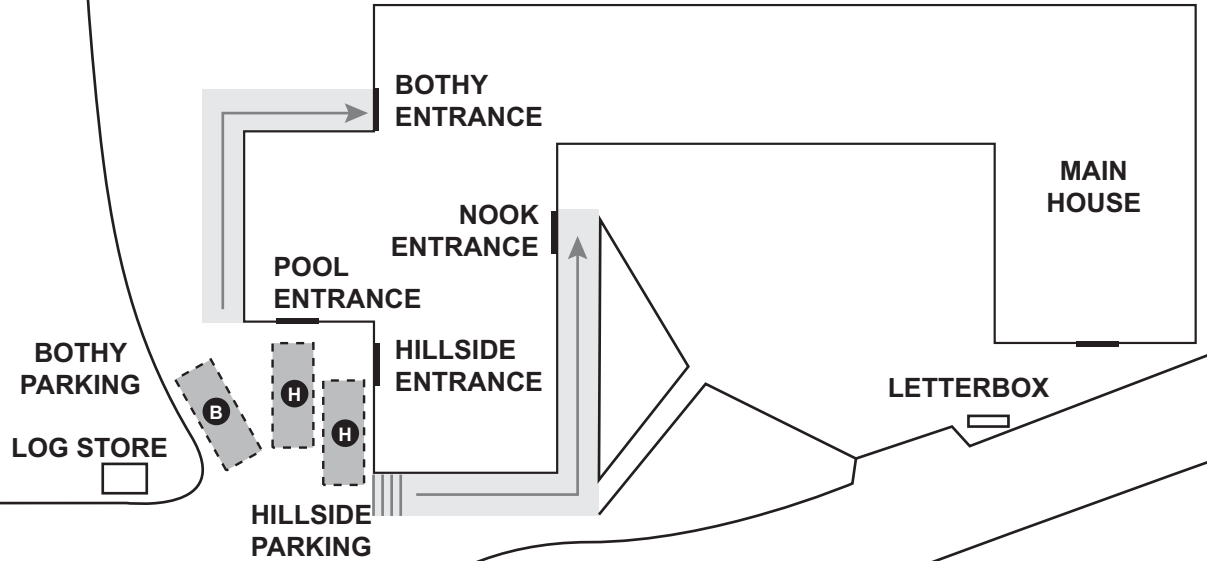 BOTHY
ENTRANCE
MAIN
HOUSE
NOOK
ENTRANCE
POOL
ENTRANCE
BOTHY
PARKING
HILLSIDE
ENTRANCE
LETTERBOX
B
H
H
LOG STORE
HILLSIDE
PARKING